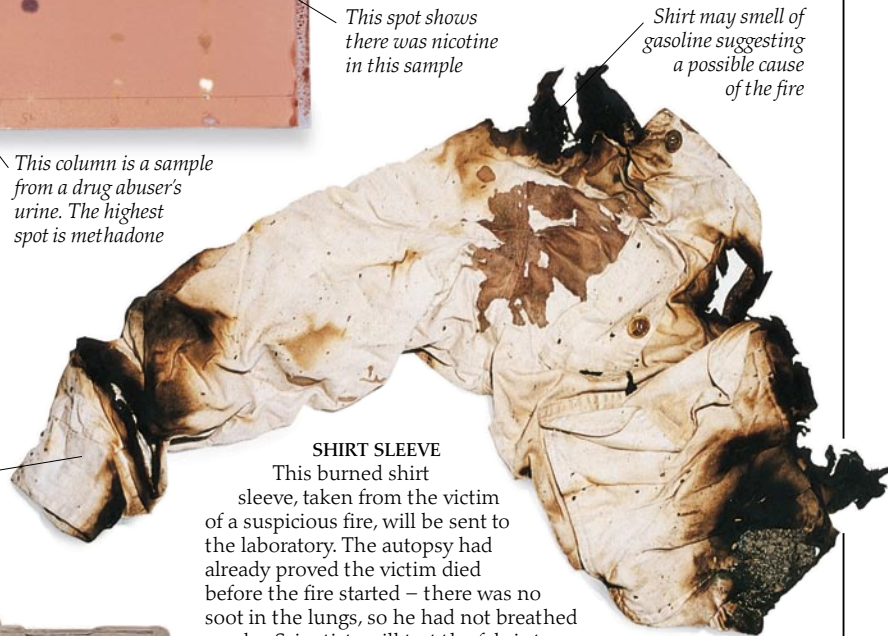 This spot shows
there was nicotine
in this sample
Shirt may smell of
gasoline suggesting
a possible cause
of the fire
This column is a sample
from a drug abuser's
urine. The highest
spot is methadone
SHIRT SLEEVE
This burned shirt
sleeve, taken from the victim
of a suspicious fire, will be sent to
the laboratory. The autopsy had
already proved the victim died
before the fire started – there was no
soot in the lungs, so he had not breathed